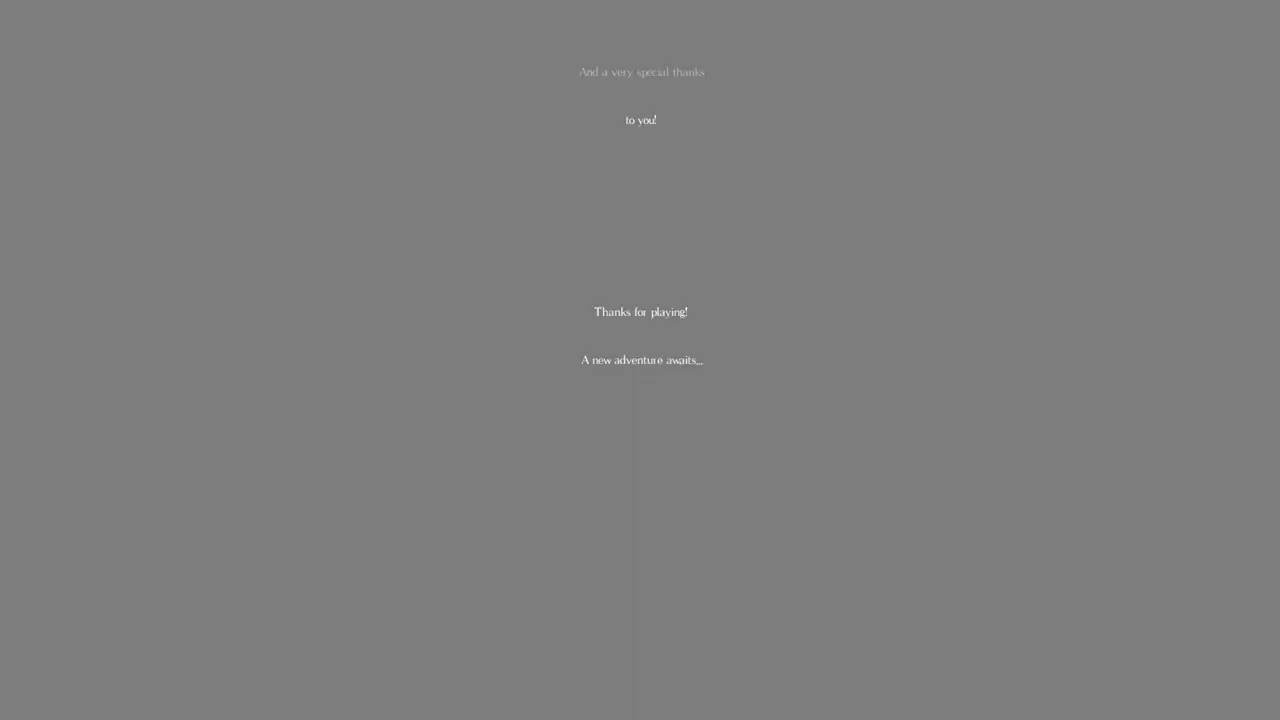 And a very special thanks
to you!
Thanks for playing!
A new adventure awaits...